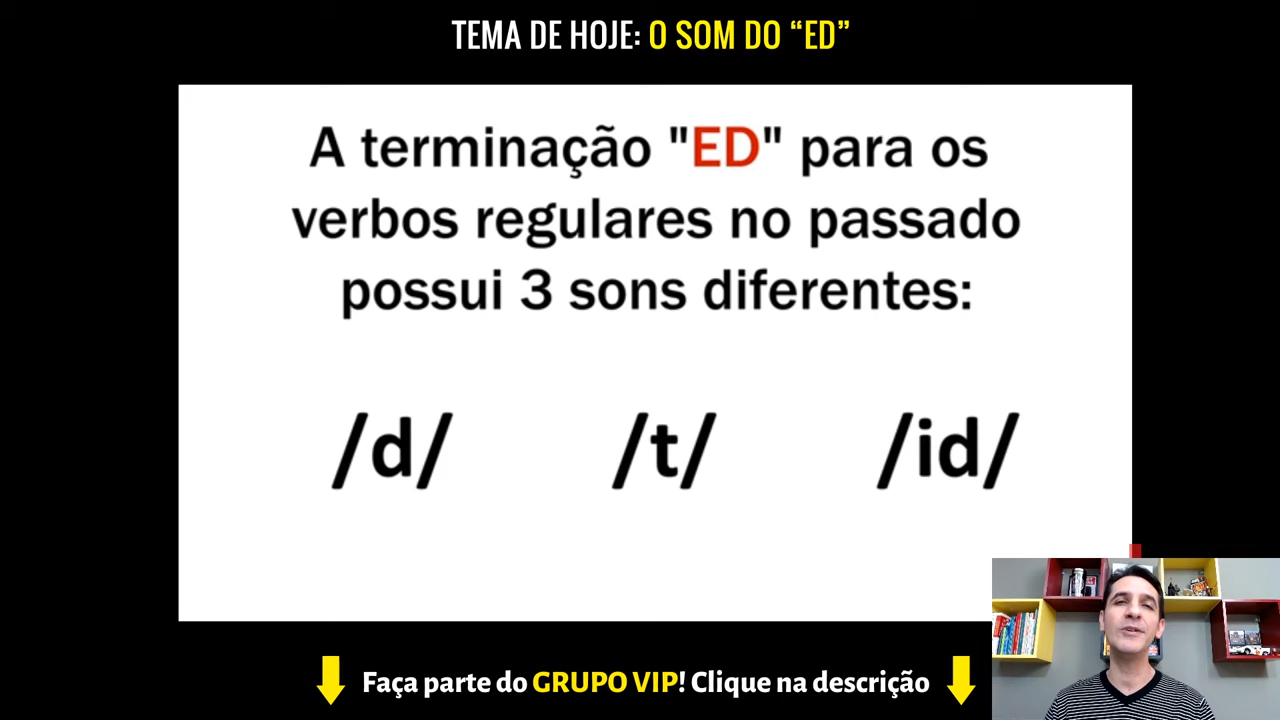 TEMA DE HOJE: O SOM DO “ED”
A terminação "ED" para os
verbos regulares no passado
possui 3 sons diferentes:
/d/ /t/ /id/
Faça parte do GRUPO VIP! Clique na descrição